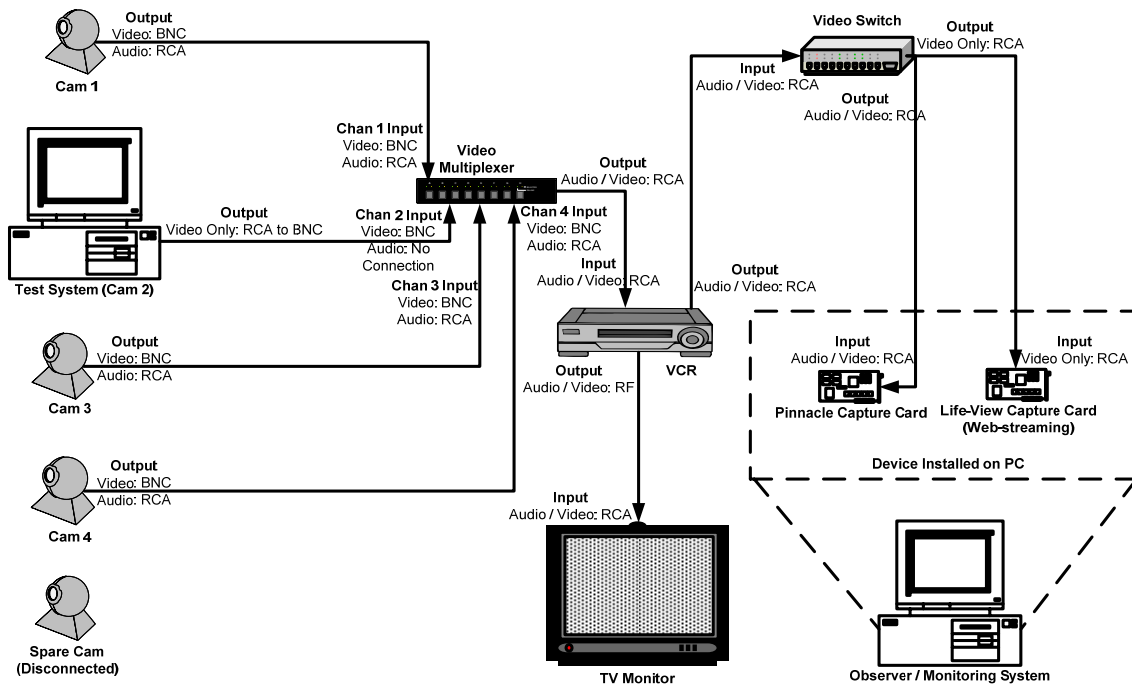 Output
Video: BNC
Audio: RCA
Cam 1
Chan 1 Input
Video: BNC
Audio: RCA
Video
Multiplexer
Output
Audio / Video: RCA
Test System (Cam 2)
Output
Video Only: RCA to BNC
Chan 2 Input
Video: BNC
Audio: No
Connection
Chan 3 Input
Video: BNC
Audio: RCA
Chan 4 Input
Video: BNC
Audio: RCA
Input
Audio / Video: RCA
Output
Video: BNC
Audio: RCA
Cam 3
Output
Video: BNC
Audio: RCA
Cam 4
Spare Cam
(Disconnected)
VCR
Output
Audio / Video: RF
Input
Audio / Video: RCA
TV Monitor
Output
Audio / Video: RCA
Input
Audio / Video: RCA
Video Switch
Output
Video Only: RCA
Output
Audio / Video: RCA
Input
Audio / Video: RCA
Pinnacle Capture Card
Input
Video Only: RCA
Life-View Capture Card
(Web-streaming)
Device Installed on PC
Observer / Monitoring System